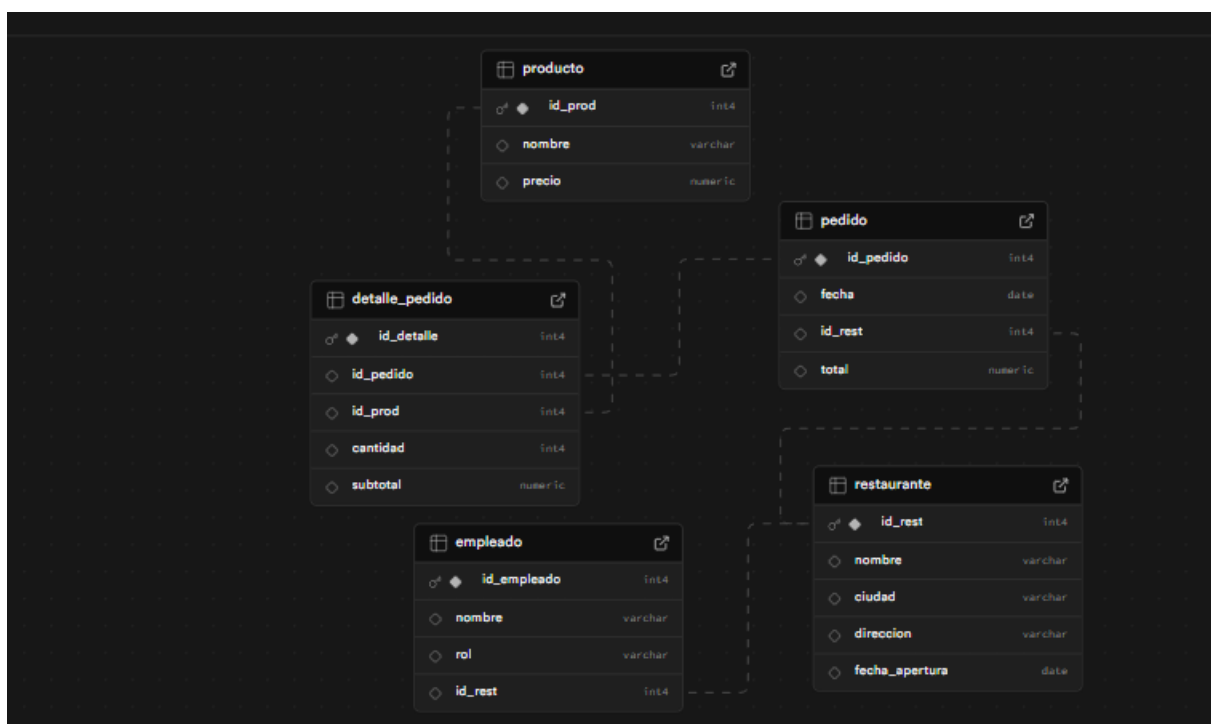 producto
id_prod int4
nombre varchar
precio numeric
pedido
id_pedido int4
fecha date
id_rest int4
total numeric
detalle_pedido
id_detalle int4
id_pedido int4
id_prod int4
cantidad int4
subtotal numeric
restaurante
id_rest int4
nombre varchar
ciudad varchar
direccion varchar
fecha_apertura date
empleado
id_empleado int4
nombre varchar
rol varchar
id_rest int4